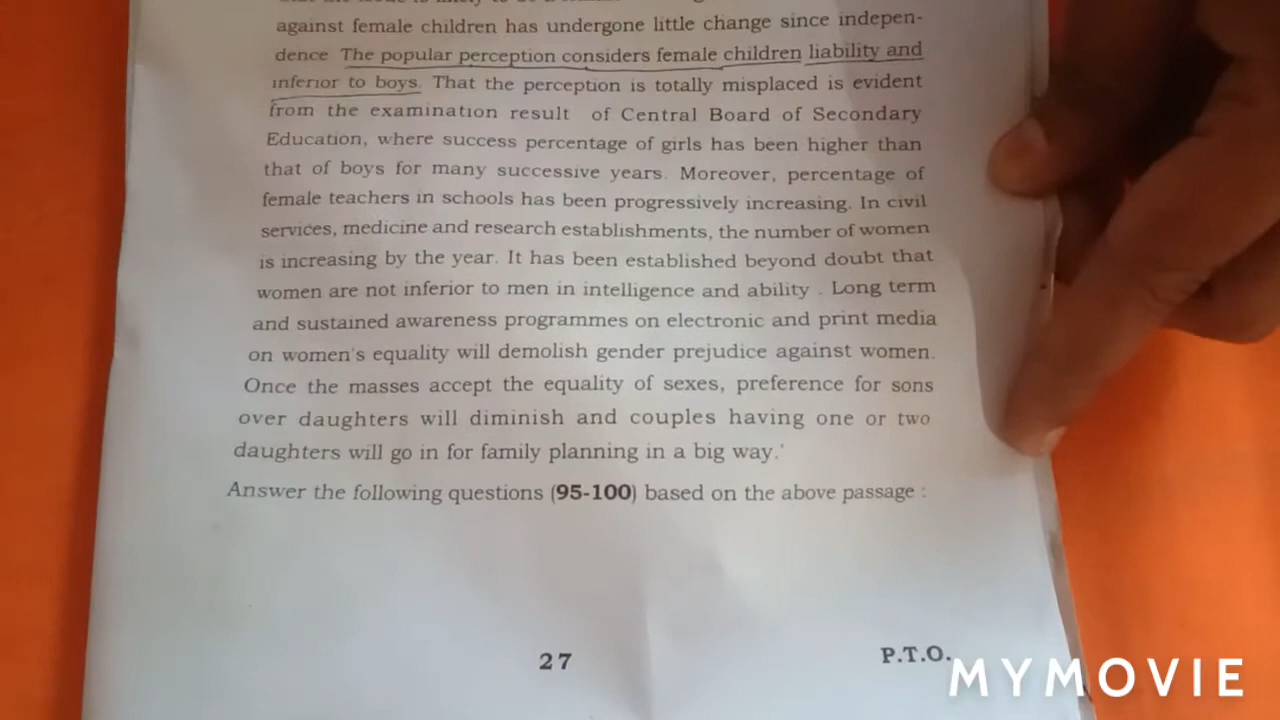 against female children has undergone little change since indepen-
dence The popular perception considers female children liability and
inferior to boys. That the perception is totally misplaced is evident
from the examination result of Central Board of Secondary
Education, where success percentage of girls has been higher than
that of boys for many successive years. Moreover, percentage of
female teachers in schools has been progressively increasing. In civil
services, medicine and research establishments, the number of women
is increasing by the year. It has been established beyond doubt that
women are not inferior to men in intelligence and ability . Long term
and sustained awareness programmes on electronic and print media
on women's equality will demolish gender prejudice against women.
Once the masses accept the equality of sexes, preference for sons
over daughters will diminish and couples having one or two
daughters will go in for family planning in a big way.'
Answer the following questions (95-100) based on the above passage :
27
P.T.O.
MYMOVIE